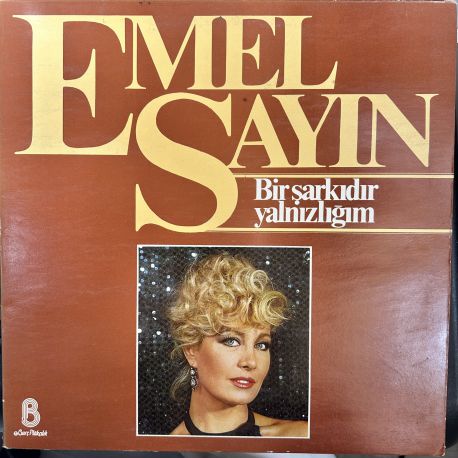 EMEL
SAYIN
Bir şarkıdır
yalnızlığım
B